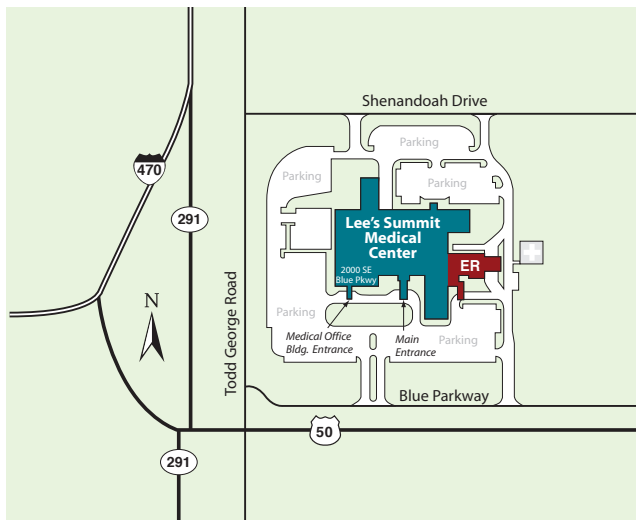 Shenandoah Drive
Parking
470
Parking
Parking
291
Lee's Summit
Medical
Center
ER
2000 SE
Blue Pkwy
N
Todd George Road
Parking
Medical Office
Bldg. Entrance
Main
Entrance
Parking
Blue Parkway
50
291